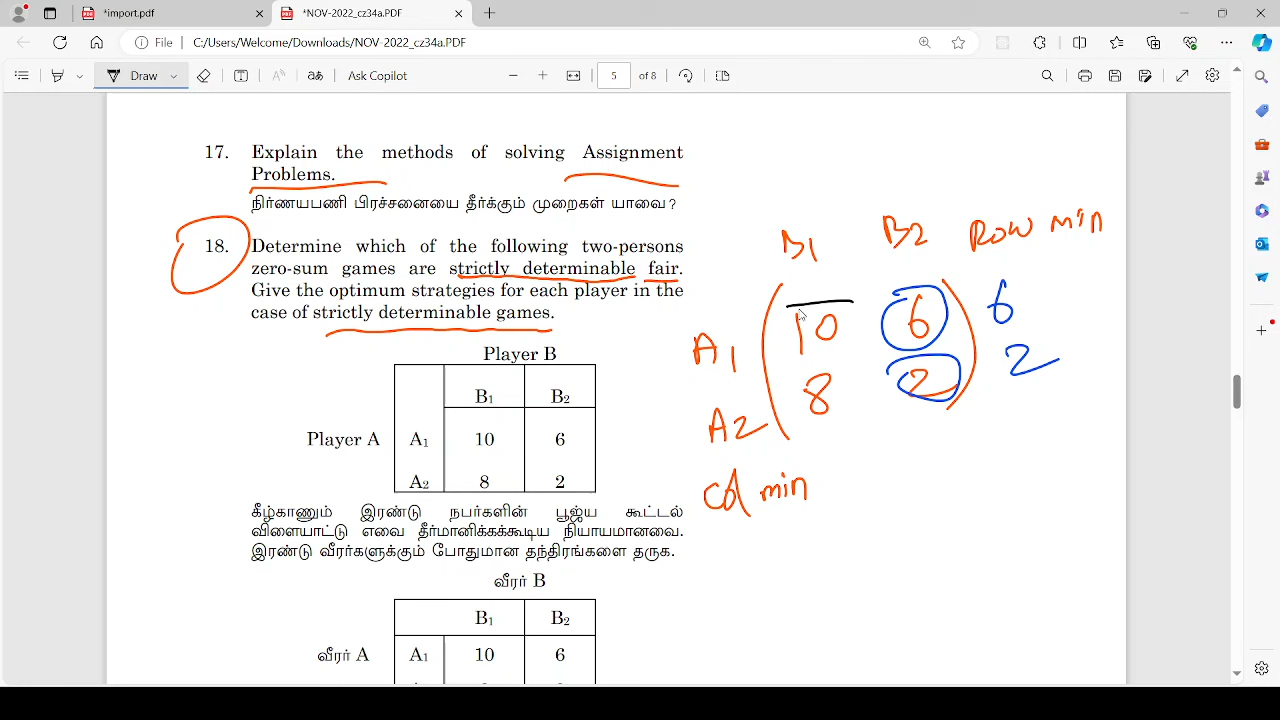 *import.pdf
*NOV-2022_cz34a.PDF
File
C:/Users/Welcome/Downloads/NOV-2022_cz34a.PDF
Draw
Ask Copilot
5 of 8
17. Explain the methods of solving Assignment
Problems.
நிர்ணயபணி பிரச்சனையை தீர்க்கும் முறைகள் யாவை?
18. Determine which of the following two-persons
zero-sum games are strictly determinable fair.
Give the optimum strategies for each player in the
case of strictly determinable games.
Player B
B1 B2
Player A A1 10 6
A2 8 2
கீழ்காணும் இரண்டு நபர்களின் பூஜ்ய கூட்டல்
விளையாட்டு எவை தீர்மானிக்கக்கூடிய நியாயமானவை.
இரண்டு வீரர்களுக்கும் போதுமான தந்திரங்களை தருக.
வீரர் B
B1 B2
வீரர் A A1 10 6
B1 B2 Row min
A1 10 6 6
A2 8 2 2
Col min